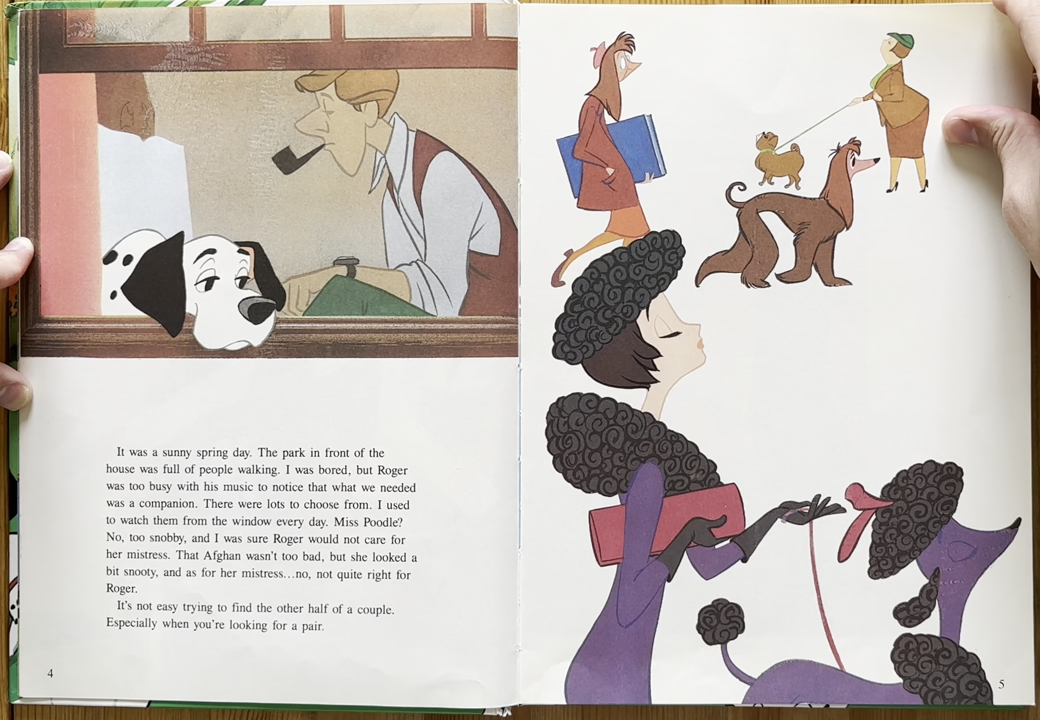 It was a sunny spring day. The park in front of the
house was full of people walking. I was bored, but Roger
was too busy with his music to notice that what we needed
was a companion. There were lots to choose from. I used
to watch them from the window every day. Miss Poodle?
No, too snobby, and I was sure Roger would not care for
her mistress. That Afghan wasn't too bad, but she looked a
bit snooty, and as for her mistress...no, not quite right for
Roger.
It's not easy trying to find the other half of a couple.
Especially when you're looking for a pair.
4
5